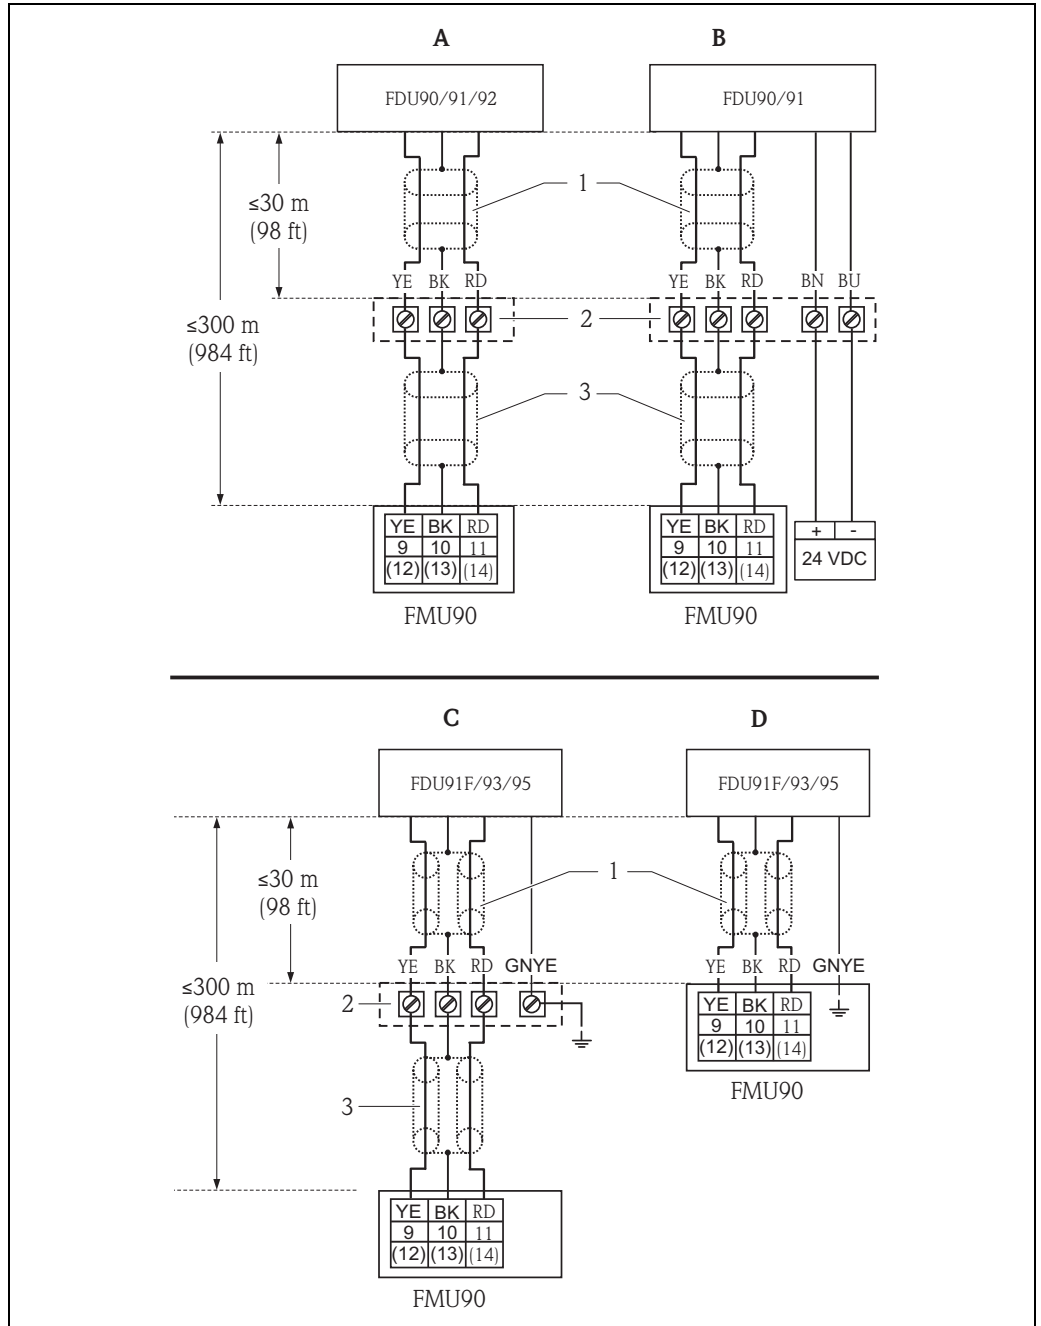 A B
FDU90/91/92 FDU90/91
1
≤30 m
(98 ft)
YE BK RD YE BK RD BN BU
2
≤300 m
(984 ft)
3
YE BK RD YE BK RD + -
9 10 11 9 10 11 24 VDC
(12) (13) (14) (12) (13) (14)
FMU90 FMU90
C D
FDU91F/93/95 FDU91F/93/95
1
≤30 m
(98 ft)
YE BK RD GNYE YE BK RD GNYE
≤300 m
(984 ft)
2
YE BK RD
9 10 11
(12) (13) (14)
FMU90
3
YE BK RD
9 10 11
(12) (13) (14)
FMU90